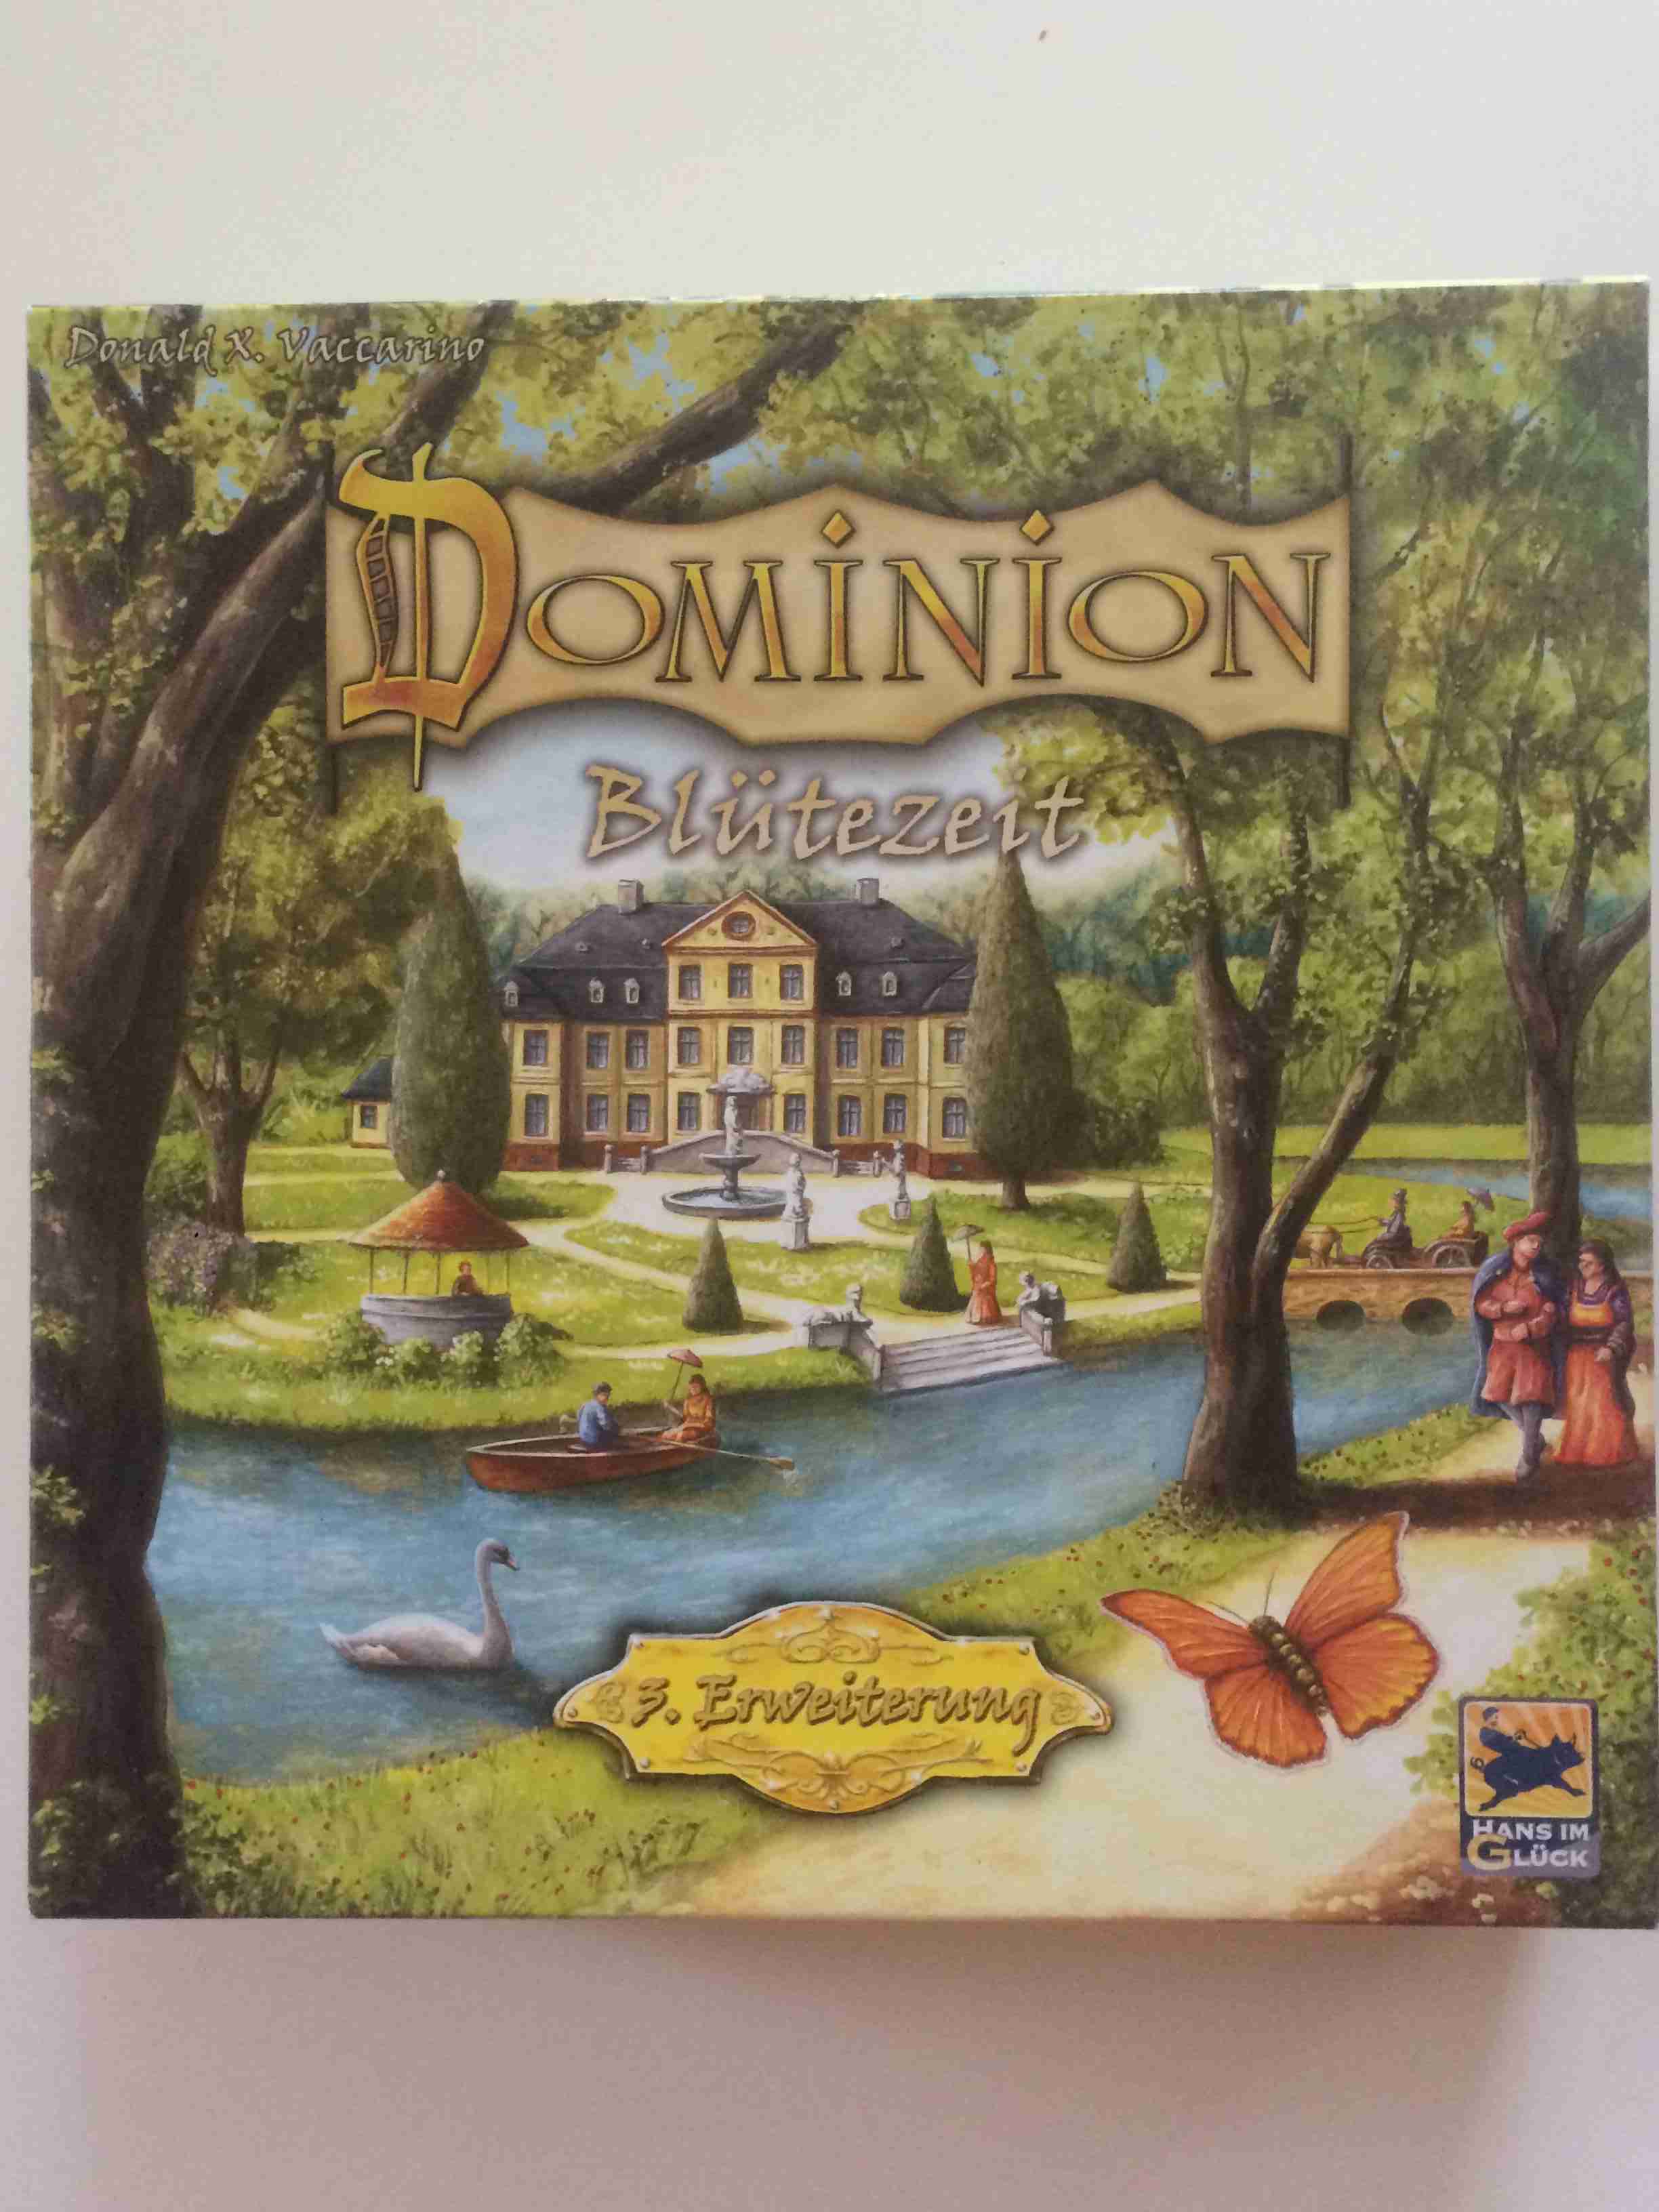 Donald X. Vaccarino
DOMINION
Blütezeit
3. Erweiterung
HANS IM
GLÜCK